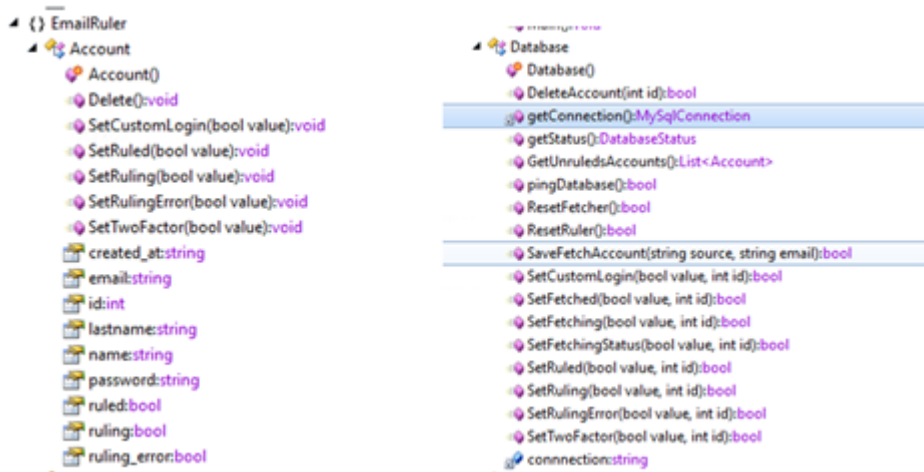 {} EmailRuler
Account
Account()
Delete():void
SetCustomLogin(bool value):void
SetRuled(bool value):void
SetRuling(bool value):void
SetRulingError(bool value):void
SetTwoFactor(bool value):void
created_at:string
email:string
id:int
lastname:string
name:string
password:string
ruled:bool
ruling:bool
ruling_error:bool
Database
Database()
DeleteAccount(int id):bool
getConnection():MySqlConnection
getStatus():DatabaseStatus
GetUnruledsAccounts():List<Account>
pingDatabase():bool
ResetFetcher():bool
ResetRuler():bool
SaveFetchAccount(string source, string email):bool
SetCustomLogin(bool value, int id):bool
SetFetched(bool value, int id):bool
SetFetching(bool value, int id):bool
SetFetchingStatus(bool value, int id):bool
SetRuled(bool value, int id):bool
SetRuling(bool value, int id):bool
SetRulingError(bool value, int id):bool
SetTwoFactor(bool value, int id):bool
connnection:string